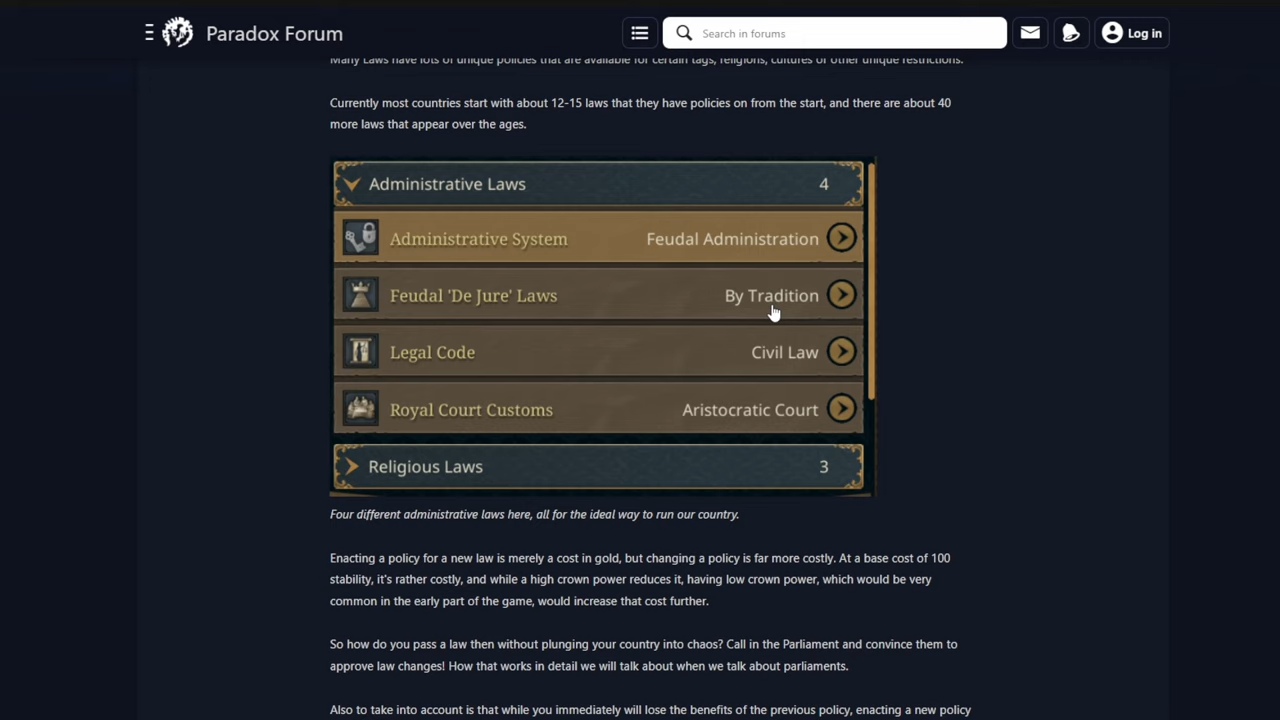 Paradox Forum
Search in forums
Log in
Many Laws have lots of unique policies that are available for certain tags, religions, cultures or other unique restrictions.
Currently most countries start with about 12-15 laws that they have policies on from the start, and there are about 40
more laws that appear over the ages.
Administrative Laws 4
Administrative System Feudal Administration
Feudal 'De Jure' Laws By Tradition
Legal Code Civil Law
Royal Court Customs Aristocratic Court
Religious Laws 3
Four different administrative laws here, all for the ideal way to run our country.
Enacting a policy for a new law is merely a cost in gold, but changing a policy is far more costly. At a base cost of 100
stability, it's rather costly, and while a high crown power reduces it, having low crown power, which would be very
common in the early part of the game, would increase that cost further.
So how do you pass a law then without plunging your country into chaos? Call in the Parliament and convince them to
approve law changes! How that works in detail we will talk about when we talk about parliaments.
Also to take into account is that while you immediately will lose the benefits of the previous policy, enacting a new policy